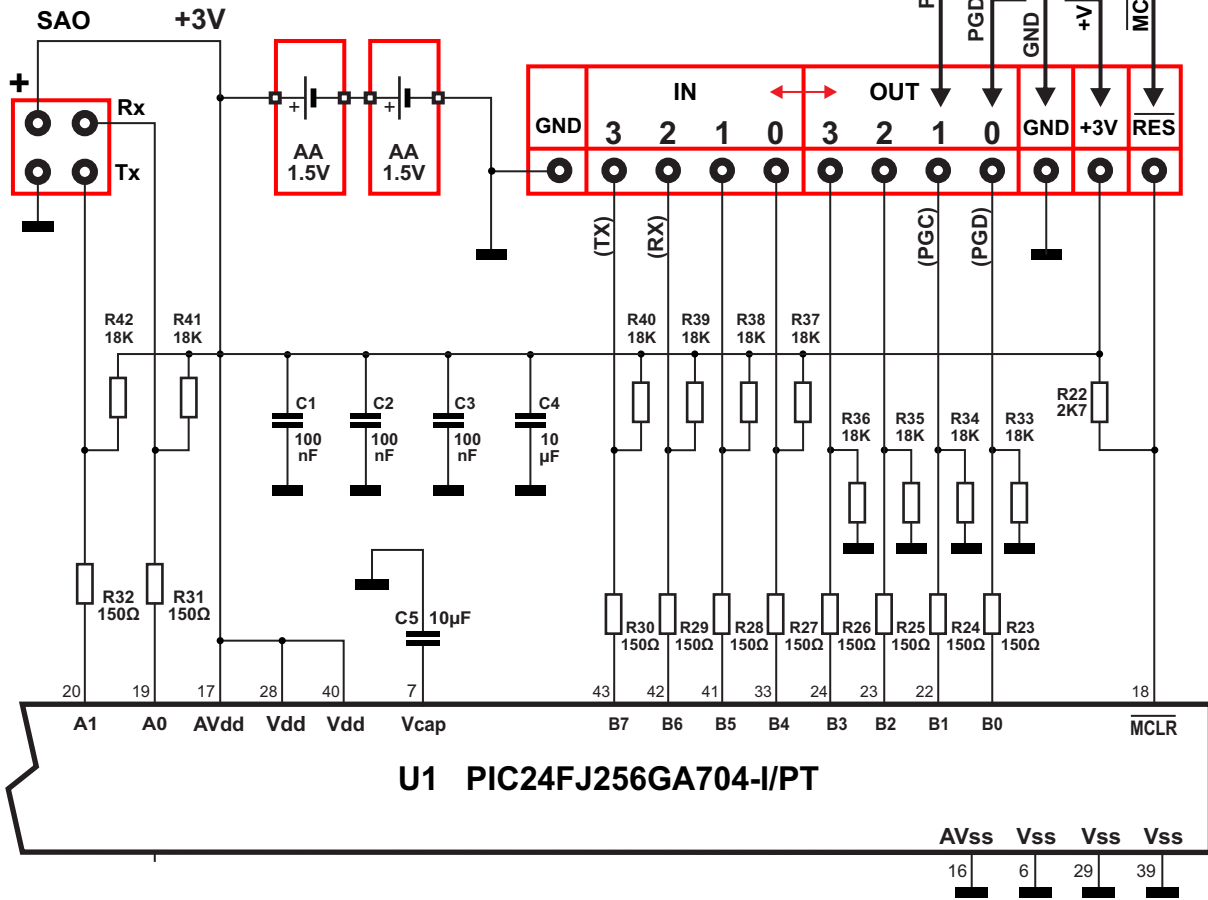 SAO +3V
+
Rx
Tx
+ +
AA AA
1.5V 1.5V
PGD GND +V
IN OUT
GND 3 2 1 0 3 2 1 0 GND +3V RES
(TX) (RX) (PGC) (PGD)
R42 R41 R40 R39 R38 R37
18K 18K 18K 18K 18K 18K
C1 C2 C3 C4
100 100 100 10
nF nF nF µF
R22
2K7
R36 R35 R34 R33
18K 18K 18K 18K
R32 R31
150Ω 150Ω
C5 10µF
R30 R29 R28 R27 R26 R25 R24 R23
150Ω 150Ω 150Ω 150Ω 150Ω 150Ω 150Ω 150Ω
20 19 17 28 40 7 43 42 41 33 24 23 22 18
A1 A0 AVdd Vdd Vdd Vcap B7 B6 B5 B4 B3 B2 B1 B0 MCLR
U1 PIC24FJ256GA704-I/PT
AVss Vss Vss Vss
16 6 29 39